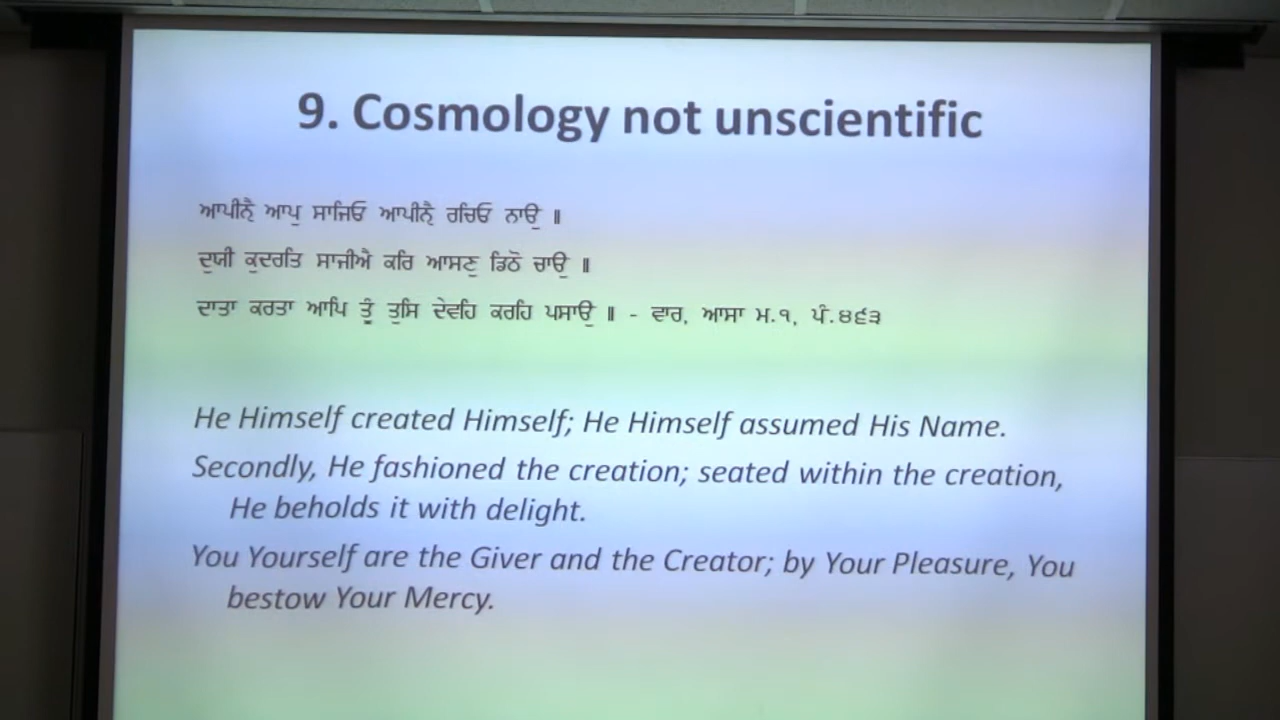 9. Cosmology not unscientific
ਆਪੀਨ੍ਹੈ ਆਪੁ ਸਾਜਿਓ ਆਪੀਨ੍ਹੈ ਰਚਿਓ ਨਾਉ ॥
ਦੁਯੀ ਕੁਦਰਤਿ ਸਾਜੀਐ ਕਰਿ ਆਸਣੁ ਡਿਠੋ ਚਾਉ ॥
ਦਾਤਾ ਕਰਤਾ ਆਪਿ ਤੂੰ ਤੁਸਿ ਦੇਵਹਿ ਕਰਹਿ ਪਸਾਉ ॥ - ਵਾਰ, ਆਸਾ ਮ.੧, ਪੰ.੪੬੩
He Himself created Himself; He Himself assumed His Name.
Secondly, He fashioned the creation; seated within the creation,
He beholds it with delight.
You Yourself are the Giver and the Creator; by Your Pleasure, You
bestow Your Mercy.